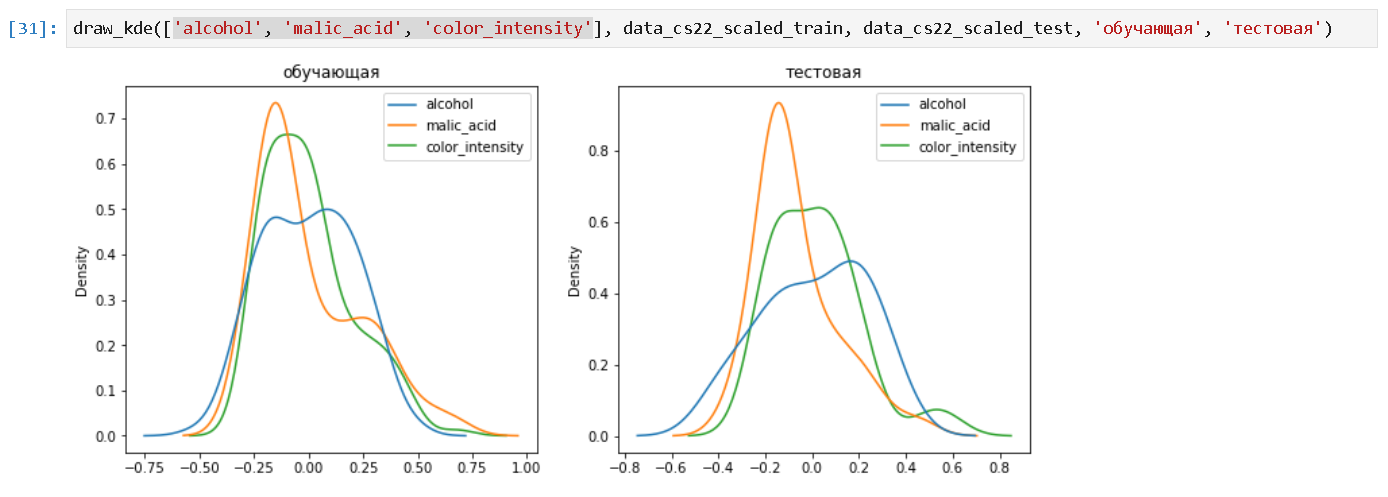 [31]: draw_kde(['alcohol', 'malic_acid', 'color_intensity'], data_cs22_scaled_train, data_cs22_scaled_test, 'обучающая', 'тестовая')
обучающая
alcohol
malic_acid
color_intensity
Density
0.7
0.6
0.5
0.4
0.3
0.2
0.1
0.0
−0.75 −0.50 −0.25 0.00 0.25 0.50 0.75 1.00
тестовая
alcohol
malic_acid
color_intensity
Density
0.8
0.6
0.4
0.2
0.0
−0.8 −0.6 −0.4 −0.2 0.0 0.2 0.4 0.6 0.8